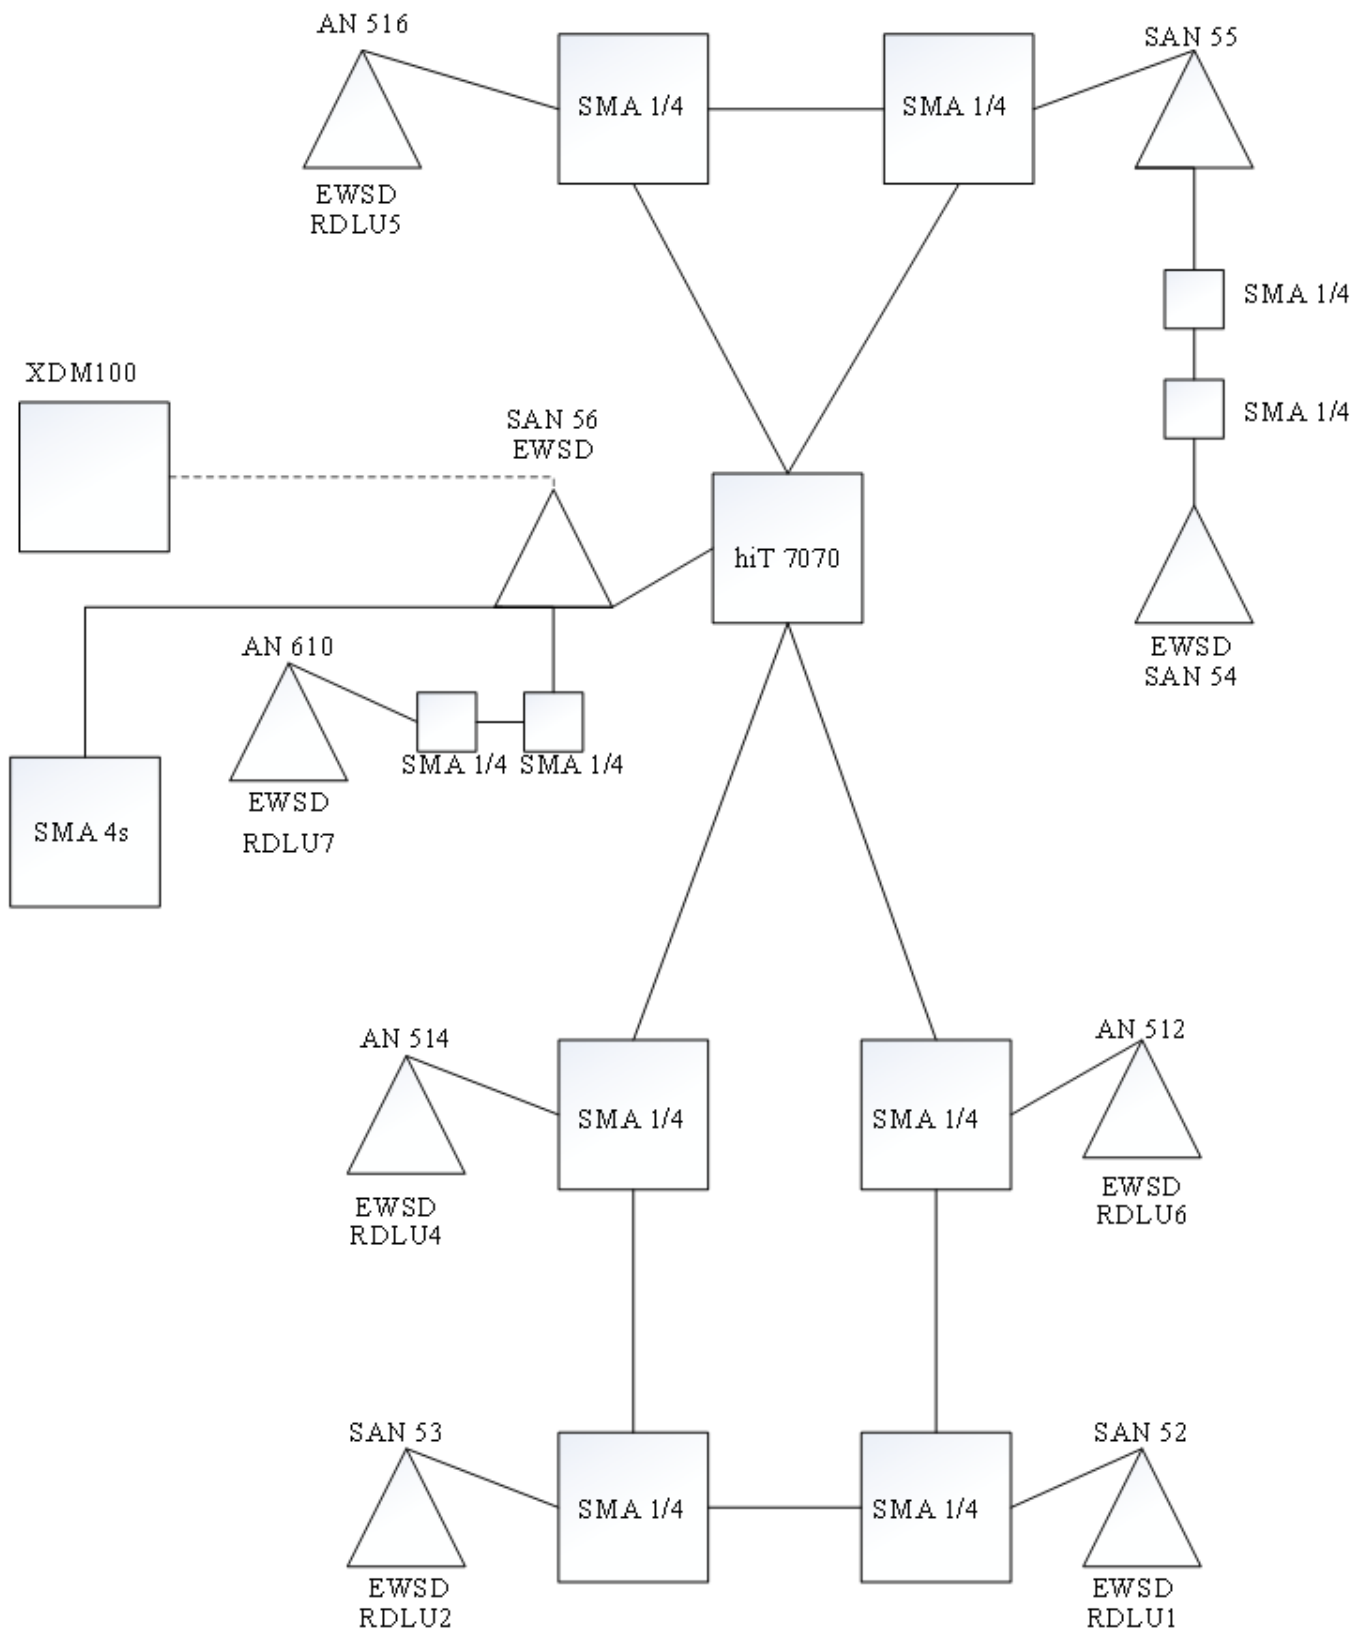 AN 516
SMA 1/4
SMA 1/4
SAN 55
EWSD
RDLU5
SMA 1/4
SMA 1/4
XDM100
SAN 56
EWSD
hiT 7070
EWSD
SAN 54
AN 610
SMA 1/4
SMA 1/4
EWSD
RDLU7
SMA 4s
AN 514
SMA 1/4
SMA 1/4
AN 512
EWSD
RDLU4
EWSD
RDLU6
SAN 53
SMA 1/4
SMA 1/4
SAN 52
EWSD
RDLU2
EWSD
RDLU1